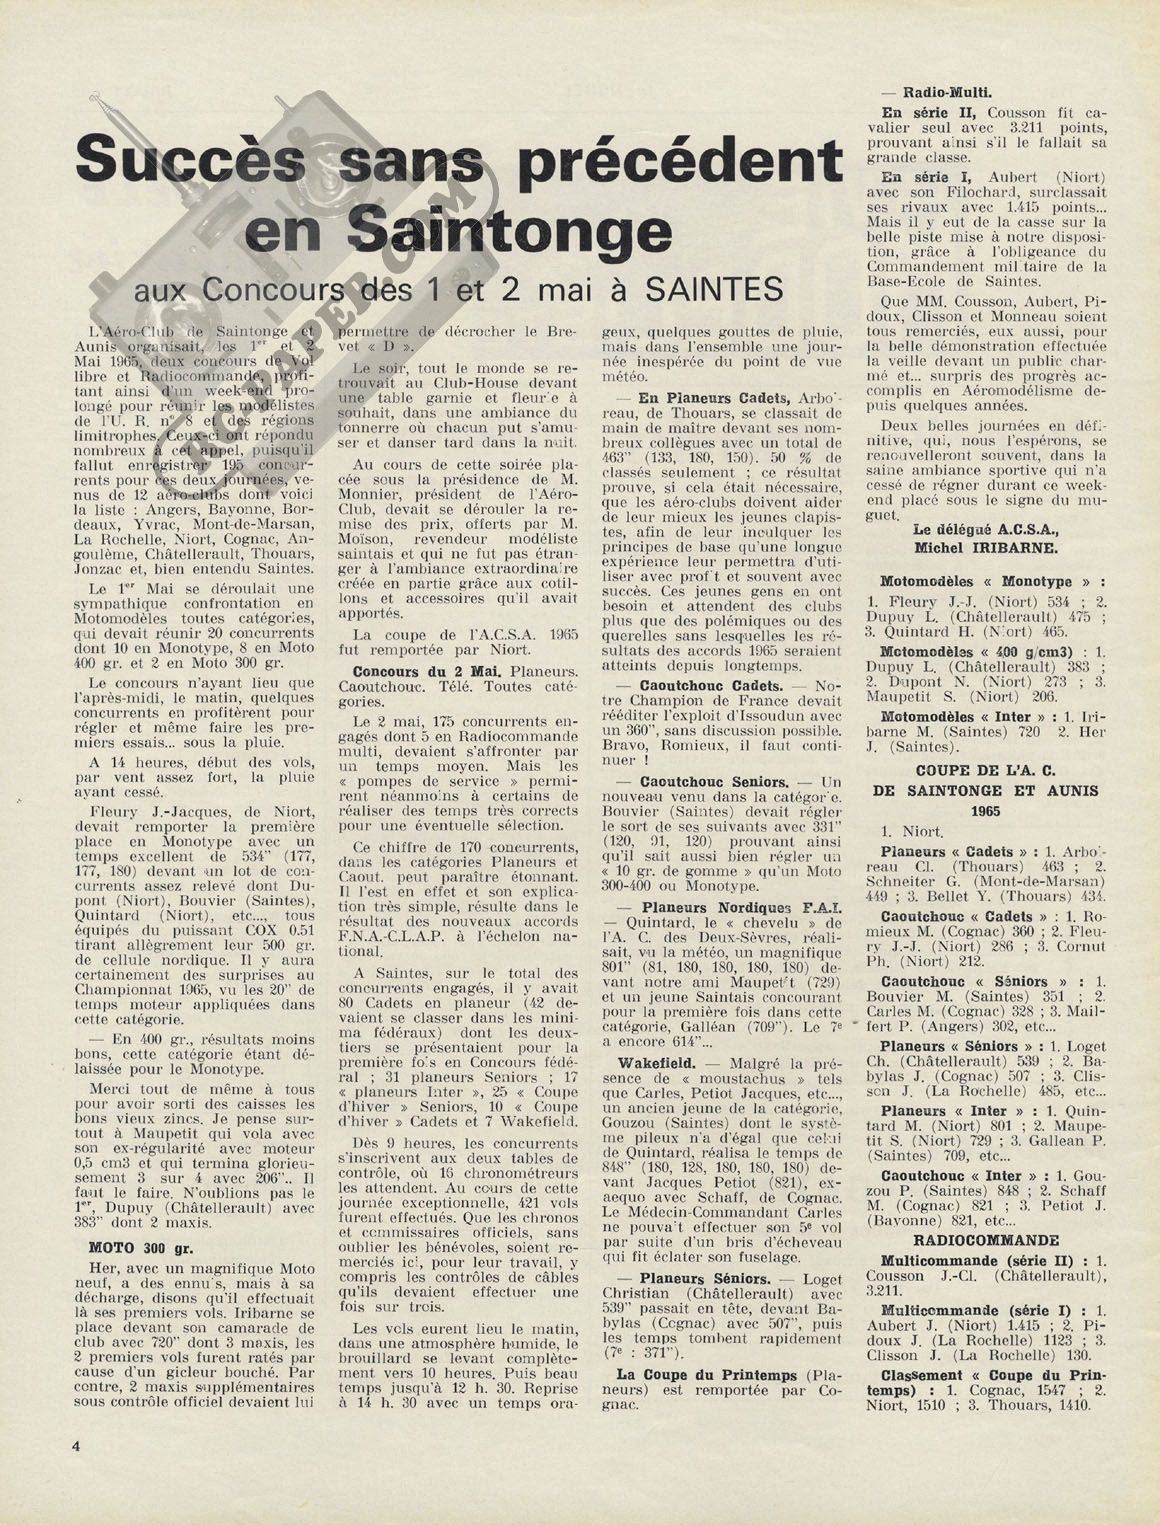 Succès sans précédent
en Saintonge
aux Concours des 1 et 2 mai à SAINTES
RCPAPER.COM
L'Aéro-Club de Saintonge et
Aunis organisait, les 1er et 2
Mai 1965, deux concours de Vol
libre et Radiocommande, profi-
tant ainsi d'un week-end pro-
longé pour réunir les modélistes
de l'U. R. n° 8 et des régions
limitrophes. Ceux-ci ont répondu
nombreux à cet appel, puisqu'il
fallut enregistrer 195 concur-
rents pour ces deux journées, ve-
nus de 12 aéro-clubs dont voici
la liste : Angers, Bayonne, Bor-
deaux, Yvrac, Mont-de-Marsan,
La Rochelle, Niort, Cognac, An-
goulème, Châtellerault, Thouars,
Jonzac et, bien entendu Saintes.
Le 1er Mai se déroulait une
sympathique confrontation en
Motomodèles toutes catégories,
qui devait réunir 20 concurrents
dont 10 en Monotype, 8 en Moto
400 gr. et 2 en Moto 300 gr.
Le concours n'ayant lieu que
l'après-midi, le matin, quelques
concurrents en profitèrent pour
régler et même faire les pre-
miers essais... sous la pluie.
A 14 heures, début des vols,
par vent assez fort, la pluie
ayant cessé.
Fleury J.-Jacques, de Niort,
devait remporter la première
place en Monotype avec un
temps excellent de 534" (177,
177, 180) devant un lot de con-
currents assez relevé dont Du-
pont (Niort), Bouvier (Saintes),
Quintard (Niort), etc..., tous
équipés du puissant COX 0.51
tirant allègrement leur 500 gr.
de cellule nordique. Il y aura
certainement des surprises au
Championnat 1965, vu les 20" de
temps moteur appliquées dans
cette catégorie.
— En 400 gr., résultats moins
bons, cette catégorie étant dé-
laissée pour le Monotype.
Merci tout de même à tous
pour avoir sorti des caisses les
bons vieux zincs. Je pense sur-
tout à Maupetit qui vola avec
son ex-régularité avec moteur
0,5 cm3 et qui termina glorieu-
sement 3 sur 4 avec 206".. Il
faut le faire. N'oublions pas le
1er, Dupuy (Châtellerault) avec
383" dont 2 maxis.
MOTO 300 gr.
Her, avec un magnifique Moto
neuf, a des ennuis, mais à sa
décharge, disons qu'il effectuait
là ses premiers vols. Iribarne se
place devant son camarade de
club avec 720" dont 3 maxis, les
2 premiers vols furent ratés par
cause d'un gicleur bouché. Par
contre, 2 maxis supplémentaires
sous contrôle officiel devaient lui
permettre de décrocher le Bre-
vet « D ».
Le soir, tout le monde se re-
trouvait au Club-House devant
une table garnie et fleurie à
souhait, dans une ambiance du
tonnerre où chacun put s'amu-
ser et danser tard dans la nuit.
Au cours de cette soirée pla-
cée sous la présidence de M.
Monnier, président de l'Aéro-
Club, devait se dérouler la re-
mise des prix, offerts par M.
Moïson, revendeur modéliste
saintais et qui ne fut pas étran-
ger à l'ambiance extraordinaire
créée en partie grâce aux cotil-
lons et accessoires qu'il avait
apportés.
La coupe de l'A.C.S.A. 1965
fut remportée par Niort.
Concours du 2 Mai. Planeurs.
Caoutchouc. Télé. Toutes caté-
gories.
Le 2 mai, 175 concurrents en-
gagés dont 5 en Radiocommande
multi, devaient s'affronter par
un temps moyen. Mais les
« pompes de service » permi-
rent néanmoins à certains de
réaliser des temps très corrects
pour une éventuelle sélection.
Ce chiffre de 170 concurrents,
dans les catégories Planeurs et
Caout. peut paraître étonnant.
Il l'est en effet et son explica-
tion très simple, résulte dans le
résultat des nouveaux accords
F.N.A.-C.L.A.P. à l'échelon na-
tional.
A Saintes, sur le total des
concurrents engagés, il y avait
80 Cadets en planeur (42 de-
vaient se classer dans les mini-
ma fédéraux) dont les deux-
tiers se présentaient pour la
première fois en Concours fédé-
ral ; 31 planeurs Seniors ; 17
« planeurs Inter », 25 « Coupe
d'hiver » Seniors, 10 « Coupe
d'hiver » Cadets et 7 Wakefield.
Dès 9 heures, les concurrents
s'inscrivent aux deux tables de
contrôle, où 16 chronométreurs
les attendent. Au cours de cette
journée exceptionnelle, 421 vols
furent effectués. Que les chronos
et commissaires officiels, sans
oublier les bénévoles, soient re-
merciés ici, pour leur travail, y
compris les contrôles de câbles
qu'ils devaient effectuer une
fois sur trois.
Les vols eurent lieu le matin,
dans une atmosphère humide, le
brouillard se levant complète-
ment vers 10 heures. Puis beau
temps jusqu'à 12 h. 30. Reprise
à 14 h. 30 avec un temps ora-
geux, quelques gouttes de pluie,
mais dans l'ensemble une jour-
née inespérée du point de vue
météo.
— En Planeurs Cadets, Arbo-
reau, de Thouars, se classait de
main de maître devant ses nom-
breux collègues avec un total de
463" (133, 180, 150). 50 % de
classés seulement ; ce résultat
prouve, si cela était nécessaire,
que les aéro-clubs doivent aider
de leur mieux les jeunes clapis-
tes, afin de leur inculquer les
principes de base qu'une longue
expérience leur permettra d'uti-
liser avec profit et souvent avec
succès. Ces jeunes gens en ont
besoin et attendent des clubs
plus que des polémiques ou des
querelles sans lesquelles les ré-
sultats des accords 1965 seraient
atteints depuis longtemps.
— Caoutchouc Cadets. — No-
tre Champion de France devait
rééditer l'exploit d'Issoudun avec
un 360", sans discussion possible.
Bravo, Romieux, il faut conti-
nuer !
— Caoutchouc Seniors. — Un
nouveau venu dans la catégorie.
Bouvier (Saintes) devait régler
le sort de ses suivants avec 331"
(120, 91, 120) prouvant ainsi
qu'il sait aussi bien régler un
« 10 gr. de gomme » qu'un Moto
300-400 ou Monotype.
— Planeurs Nordiques F.A.I.
— Quintard, le « chevelu » de
l'A. C. des Deux-Sèvres, réali-
sait, vu la météo, un magnifique
801" (81, 180, 180, 180, 180) de-
vant notre ami Maupetit (729)
et un jeune Saintais concourant
pour la première fois dans cette
catégorie, Galléan (709"). Le 7e
a encore 614"...
Wakefield. — Malgré la pré-
sence de « moustachus » tels
que Carles, Petiot Jacques, etc...,
un ancien jeune de la catégorie,
Gouzou (Saintes) dont le systè-
me pileux n'a d'égal que celui
de Quintard, réalisa le temps de
848" (180, 128, 180, 180, 180) de-
vant Jacques Petiot (821), ex-
aequo avec Schaff, de Cognac.
Le Médecin-Commandant Carles
ne pouvait effectuer son 5e vol
par suite d'un bris d'écheveau
qui fit éclater son fuselage.
— Planeurs Séniors. — Loget
Christian (Châtellerault) avec
539" passait en tête, devant Ba-
bylas (Cognac) avec 507", puis
les temps tombent rapidement
(7e : 371").
La Coupe du Printemps (Pla-
neurs) est remportée par Co-
gnac.
— Radio-Multi.
En série II, Cousson fit ca-
valier seul avec 3.211 points,
prouvant ainsi s'il le fallait sa
grande classe.
En série I, Aubert (Niort)
avec son Filochard, surclassait
ses rivaux avec 1.415 points...
Mais il y eut de la casse sur la
belle piste mise à notre disposi-
tion, grâce à l'obligeance du
Commandement militaire de la
Base-Ecole de Saintes.
Que MM. Cousson, Aubert, Pi-
doux, Clisson et Monneau soient
tous remerciés, eux aussi, pour
la belle démonstration effectuée
la veille devant un public char-
mé et... surpris des progrès ac-
complis en Aéromodélisme de-
puis quelques années.
Deux belles journées en défi-
nitive, qui, nous l'espérons, se
renouvelleront souvent, dans la
saine ambiance sportive qui n'a
cessé de régner durant ce week-
end placé sous le signe du mu-
guet.
Le délégué A.C.S.A.,
Michel IRIBARNE.
Motomodèles « Monotype » :
1. Fleury J.-J. (Niort) 534 ; 2.
Dupuy L. (Châtellerault) 475 ;
3. Quintard H. (Niort) 465.
Motomodèles « 400 g/cm3) : 1.
Dupuy L. (Châtellerault) 383 ;
2. Dupont N. (Niort) 273 ; 3.
Maupetit S. (Niort) 206.
Motomodèles « Inter » : 1. Iri-
barne M. (Saintes) 720 2. Her
J. (Saintes).
COUPE DE L'A. C.
DE SAINTONGE ET AUNIS
1965
1. Niort.
Planeurs « Cadets » : 1. Arbo-
reau Cl. (Thouars) 463 ; 2.
Schneiter G. (Mont-de-Marsan)
449 ; 3. Bellet Y. (Thouars) 434.
Caoutchouc « Cadets » : 1. Ro-
mieux M. (Cognac) 360 ; 2. Fleu-
ry J.-J. (Niort) 286 ; 3. Cornut
Ph. (Niort) 212.
Caoutchouc « Séniors » : 1.
Bouvier M. (Saintes) 351 ; 2.
Carles M. (Cognac) 328 ; 3. Mail-
fert P. (Angers) 302, etc...
Planeurs « Séniors » : 1. Loget
Ch. (Châtellerault) 539 ; 2. Ba-
bylas J. (Cognac) 507 ; 3. Clis-
son J. (La Rochelle) 485, etc...
Planeurs « Inter » : 1. Quin-
tard M. (Niort) 801 ; 2. Maupe-
tit S. (Niort) 729 ; 3. Gallean P.
(Saintes) 709, etc...
Caoutchouc « Inter » : 1. Gou-
zou P. (Saintes) 848 ; 2. Schaff
M. (Cognac) 821 ; 3. Petiot J.
(Bayonne) 821, etc...
RADIOCOMMANDE
Multicommande (série II) : 1.
Cousson J.-Cl. (Châtellerault),
3.211.
Multicommande (série I) : 1.
Aubert J. (Niort) 1.415 ; 2. Pi-
doux J. (La Rochelle) 1123 ; 3.
Clisson J. (La Rochelle) 130.
Classement « Coupe du Prin-
temps) : 1. Cognac, 1547 ; 2.
Niort, 1510 ; 3. Thouars, 1410.
4